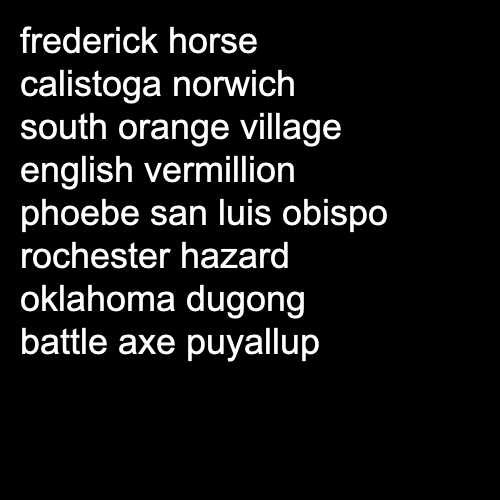 frederick horse
calistoga norwich
south orange village
english vermillion
phoebe san luis obispo
rochester hazard
oklahoma dugong
battle axe puyallup